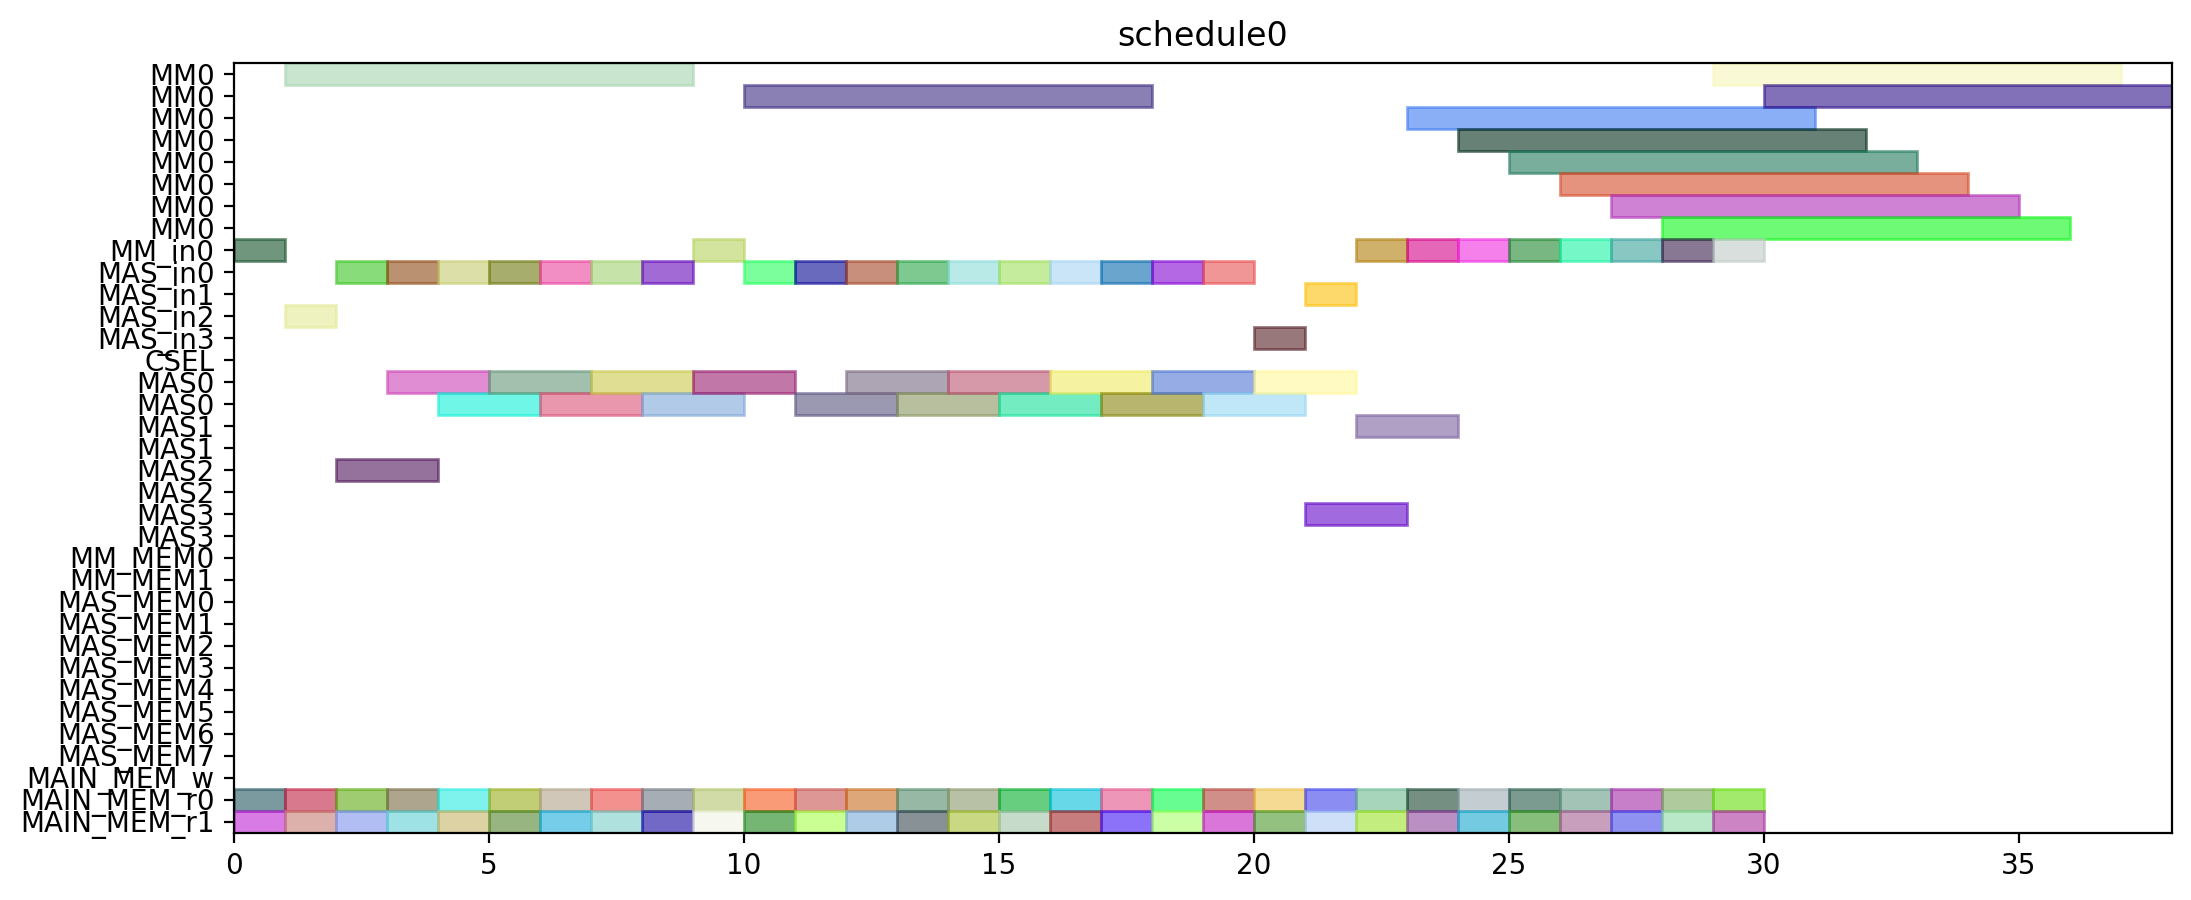 schedule0
MM0
MM0
MM0
MM0
MM0
MM0
MM0
MM0
MM_in0
MAS_in0
MAS_in1
MAS_in2
MAS_in3
CSEL
MAS0
MAS0
MAS1
MAS1
MAS2
MAS2
MAS3
MAS3
MM_MEM0
MM_MEM1
MAS_MEM0
MAS_MEM1
MAS_MEM2
MAS_MEM3
MAS_MEM4
MAS_MEM5
MAS_MEM6
MAS_MEM7
MAIN_MEM_w
MAIN_MEM_r0
MAIN_MEM_r1
0 5 10 15 20 25 30 35